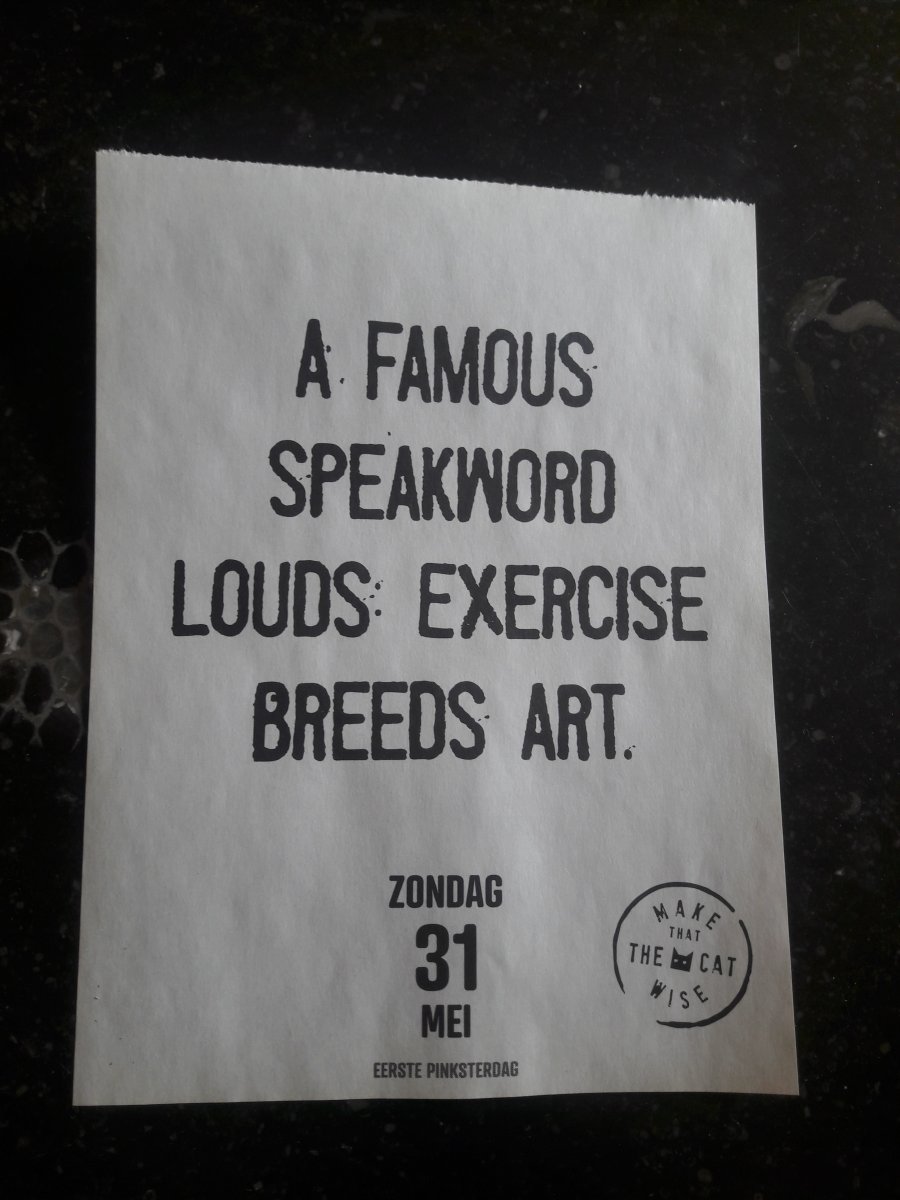 A FAMOUS
SPEAKWORD
LOUDS: EXERCISE
BREEDS ART.
ZONDAG
31
MEI
EERSTE PINKSTERDAG
MAKE
THAT
THE CAT
WISE